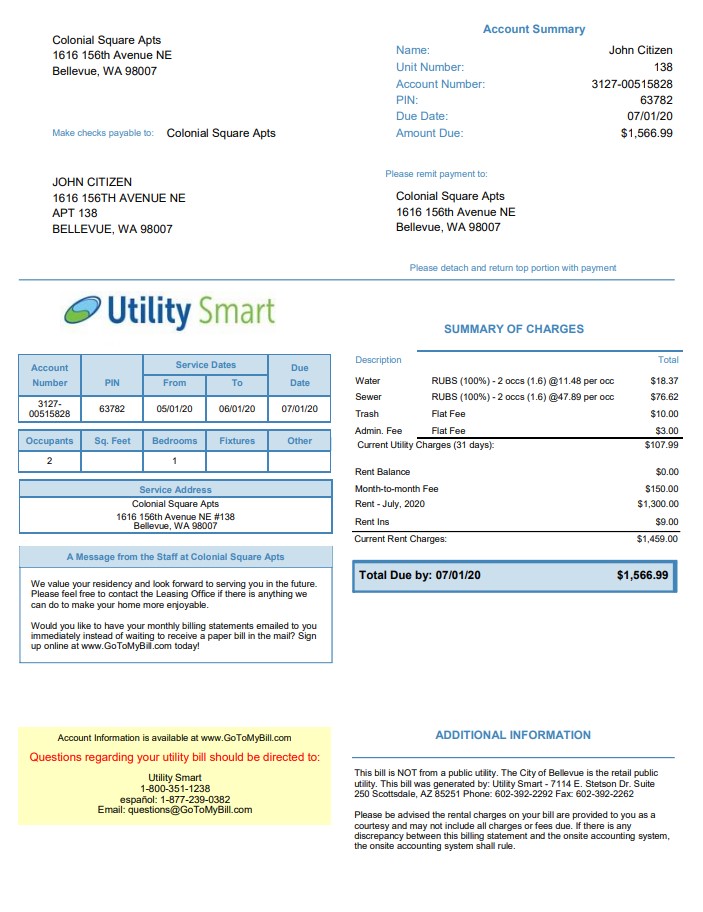 Colonial Square Apts
1616 156th Avenue NE
Bellevue, WA 98007
Make checks payable to: Colonial Square Apts
JOHN CITIZEN
1616 156TH AVENUE NE
APT 138
BELLEVUE, WA 98007
Account Summary
Name: John Citizen
Unit Number: 138
Account Number: 3127-00515828
PIN: 63782
Due Date: 07/01/20
Amount Due: $1,566.99
Please remit payment to:
Colonial Square Apts
1616 156th Avenue NE
Bellevue, WA 98007
Please detach and return top portion with payment
Utility Smart
Account Number PIN Service Dates From To Due Date
3127-00515828 63782 05/01/20 06/01/20 07/01/20
Occupants Sq. Feet Bedrooms Fixtures Other
2 1
Service Address
Colonial Square Apts
1616 156th Avenue NE #138
Bellevue, WA 98007
A Message from the Staff at Colonial Square Apts
We value your residency and look forward to serving you in the future.
Please feel free to contact the Leasing Office if there is anything we
can do to make your home more enjoyable.
Would you like to have your monthly billing statements emailed to you
immediately instead of waiting to receive a paper bill in the mail? Sign
up online at www.GoToMyBill.com today!
SUMMARY OF CHARGES
Description Total
Water RUBS (100%) - 2 occs (1.6) @11.48 per occ $18.37
Sewer RUBS (100%) - 2 occs (1.6) @47.89 per occ $76.62
Trash Flat Fee $10.00
Admin. Fee Flat Fee $3.00
Current Utility Charges (31 days): $107.99
Rent Balance $0.00
Month-to-month Fee $150.00
Rent - July, 2020 $1,300.00
Rent Ins $9.00
Current Rent Charges: $1,459.00
Total Due by: 07/01/20 $1,566.99
Account Information is available at www.GoToMyBill.com
Questions regarding your utility bill should be directed to:
Utility Smart
1-800-351-1238
español: 1-877-239-0382
Email: questions@GoToMyBill.com
ADDITIONAL INFORMATION
This bill is NOT from a public utility. The City of Bellevue is the retail public
utility. This bill was generated by: Utility Smart - 7114 E. Stetson Dr. Suite
250 Scottsdale, AZ 85251 Phone: 602-392-2292 Fax: 602-392-2262
Please be advised the rental charges on your bill are provided to you as a
courtesy and may not include all charges or fees due. If there is any
discrepancy between this billing statement and the onsite accounting system,
the onsite accounting system shall rule.